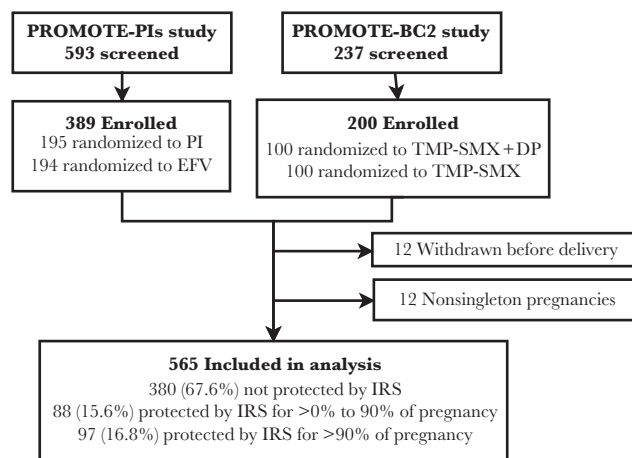 PROMOTE-PIs study
593 screened
PROMOTE-BC2 study
237 screened
389 Enrolled
195 randomized to PI
194 randomized to EFV
200 Enrolled
100 randomized to TMP-SMX+DP
100 randomized to TMP-SMX
12 Withdrawn before delivery
12 Nonsingleton pregnancies
565 Included in analysis
380 (67.6%) not protected by IRS
88 (15.6%) protected by IRS for >0% to 90% of pregnancy
97 (16.8%) protected by IRS for >90% of pregnancy